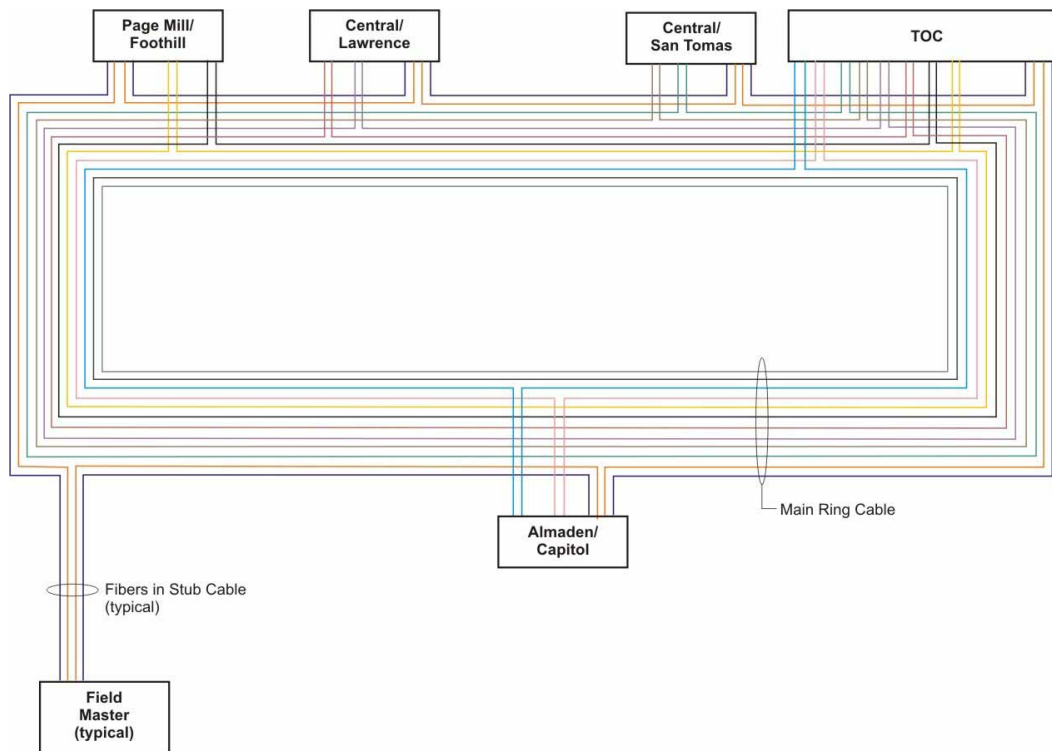 Page Mill/
Foothill
Central/
Lawrence
Central/
San Tomas
TOC
Main Ring Cable
Almaden/
Capitol
Fibers in Stub Cable
(typical)
Field
Master
(typical)